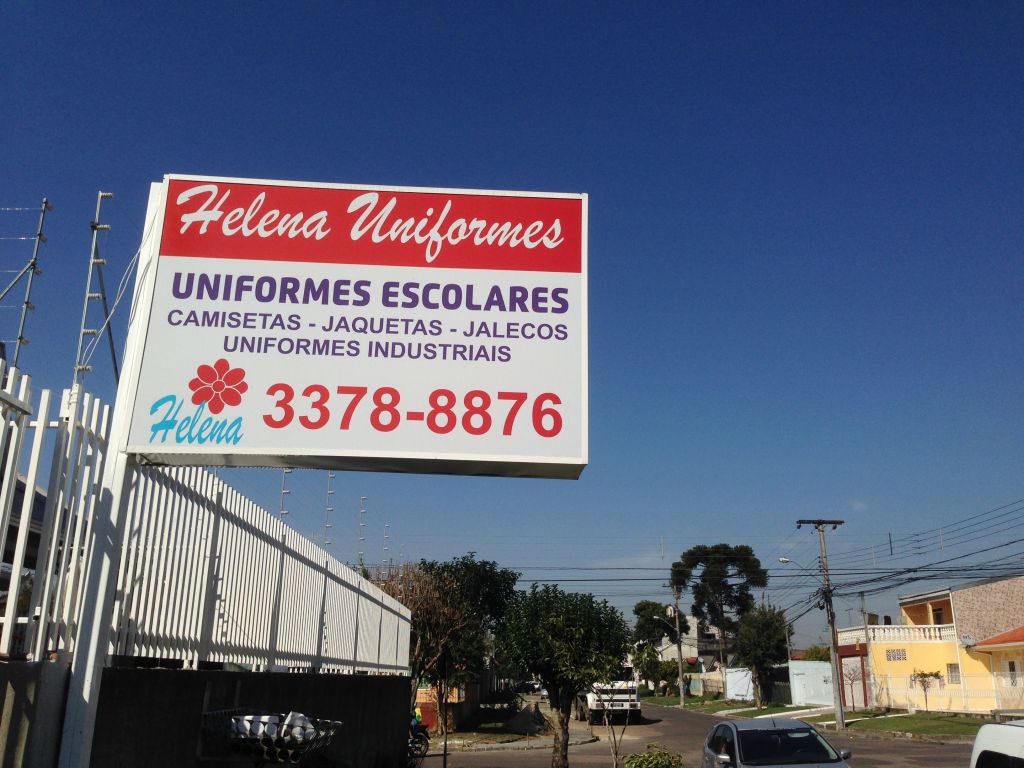 Helena Uniformes
UNIFORMES ESCOLARES
CAMISETAS - JAQUETAS - JALECOS
UNIFORMES INDUSTRIAIS
Helena
3378-8876